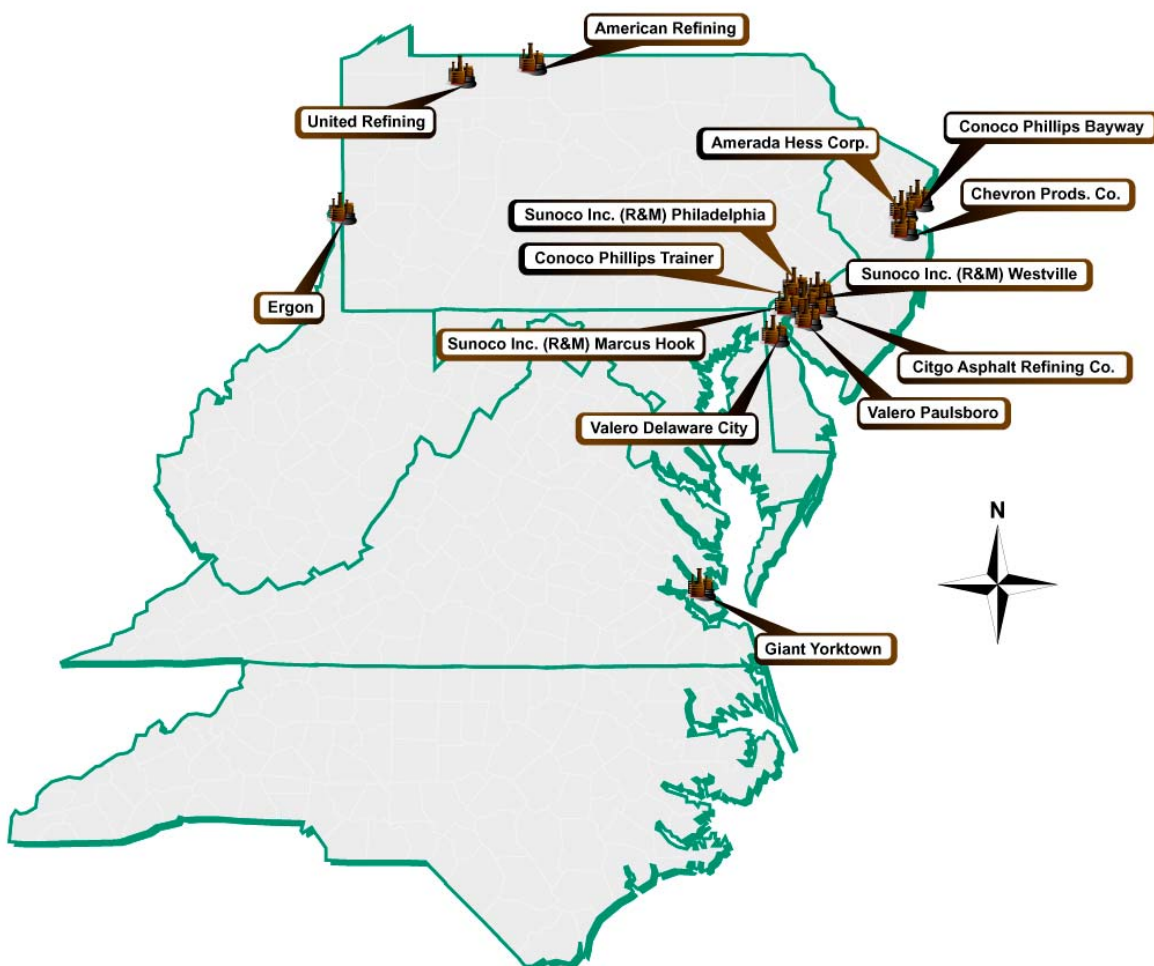 American Refining
United Refining
Conoco Phillips Bayway
Amerada Hess Corp.
Chevron Prods. Co.
Sunoco Inc. (R&M) Philadelphia
Conoco Phillips Trainer
Sunoco Inc. (R&M) Westville
Ergon
Sunoco Inc. (R&M) Marcus Hook
Citgo Asphalt Refining Co.
Valero Paulsboro
Valero Delaware City
N
Giant Yorktown